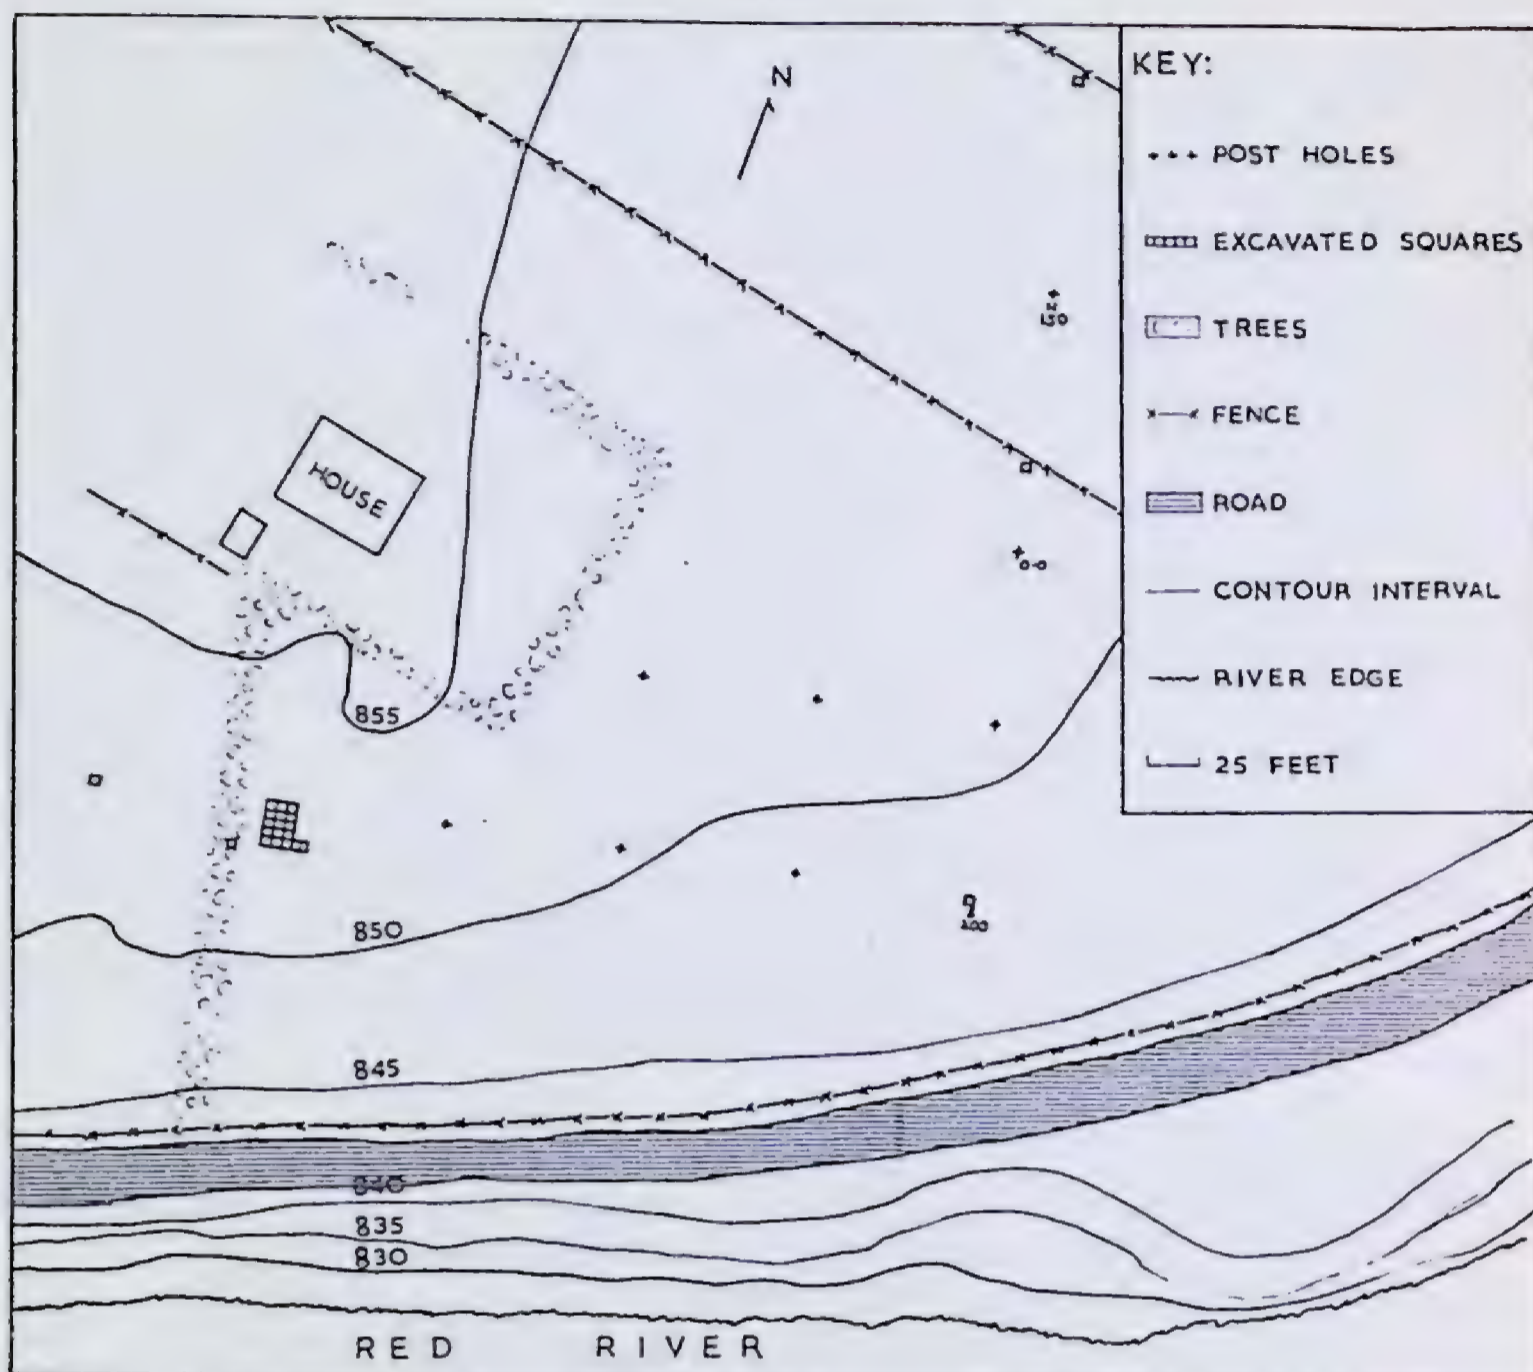 N
KEY:
POST HOLES
EXCAVATED SQUARES
TREES
FENCE
ROAD
CONTOUR INTERVAL
RIVER EDGE
25 FEET
HOUSE
855
850
845
840
835
830
RED RIVER